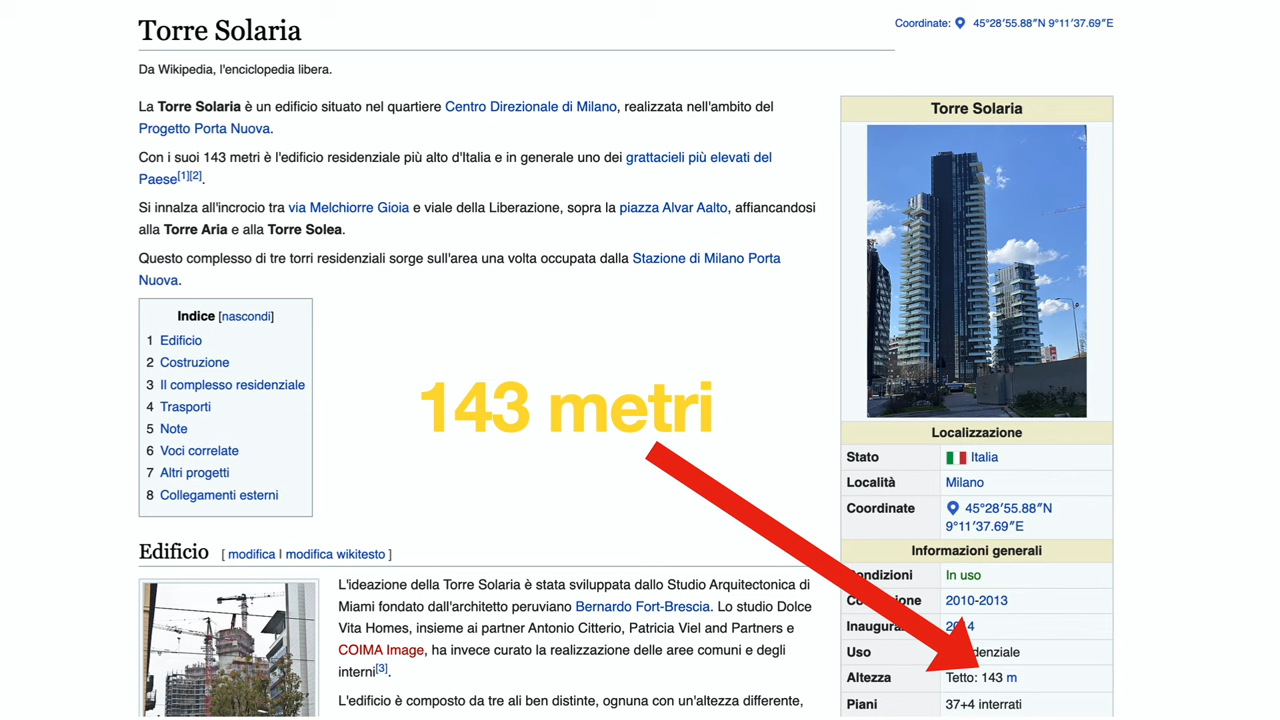 Torre Solaria
Coordinate: 45°28′55.88″N 9°11′37.69″E
Da Wikipedia, l'enciclopedia libera.
La Torre Solaria è un edificio situato nel quartiere Centro Direzionale di Milano, realizzata nell'ambito del
Progetto Porta Nuova.
Con i suoi 143 metri è l'edificio residenziale più alto d'Italia e in generale uno dei grattacieli più elevati del
Paese[1][2].
Si innalza all'incrocio tra via Melchiorre Gioia e viale della Liberazione, sopra la piazza Alvar Aalto, affiancandosi
alla Torre Aria e alla Torre Solea.
Questo complesso di tre torri residenziali sorge sull'area una volta occupata dalla Stazione di Milano Porta
Nuova.
Indice [nascondi]
1 Edificio
2 Costruzione
3 Il complesso residenziale
4 Trasporti
5 Note
6 Voci correlate
7 Altri progetti
8 Collegamenti esterni
143 metri
Edificio [ modifica | modifica wikitesto ]
L'ideazione della Torre Solaria è stata sviluppata dallo Studio Arquitectonica di
Miami fondato dall'architetto peruviano Bernardo Fort-Brescia. Lo studio Dolce
Vita Homes, insieme ai partner Antonio Citterio, Patricia Viel and Partners e
COIMA Image, ha invece curato la realizzazione delle aree comuni e degli
interni[3].
L'edificio è composto da tre ali ben distinte, ognuna con un'altezza differente,
Torre Solaria
Localizzazione
Stato Italia
Località Milano
Coordinate 45°28′55.88″N
9°11′37.69″E
Informazioni generali
In uso
2010-2013
Uso
Altezza Tetto: 143 m
Piani 37+4 interrati